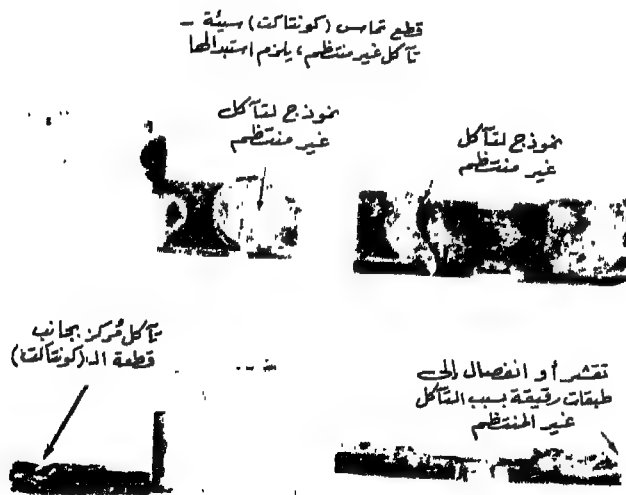 قطع تماس (كونتاكت) سيئة ـ
تآكل غير منتظم، يلزم استبدالها
نموذج لتآكل
غير منتظم
نموذج لتآكل
غير منتظم
تآكل مُركز بجانب
قطعة الـ(كونتاكت)
تقشر أو انفصال إلى
طبقات رقيقة بسبب التآكل
غير المنتظم